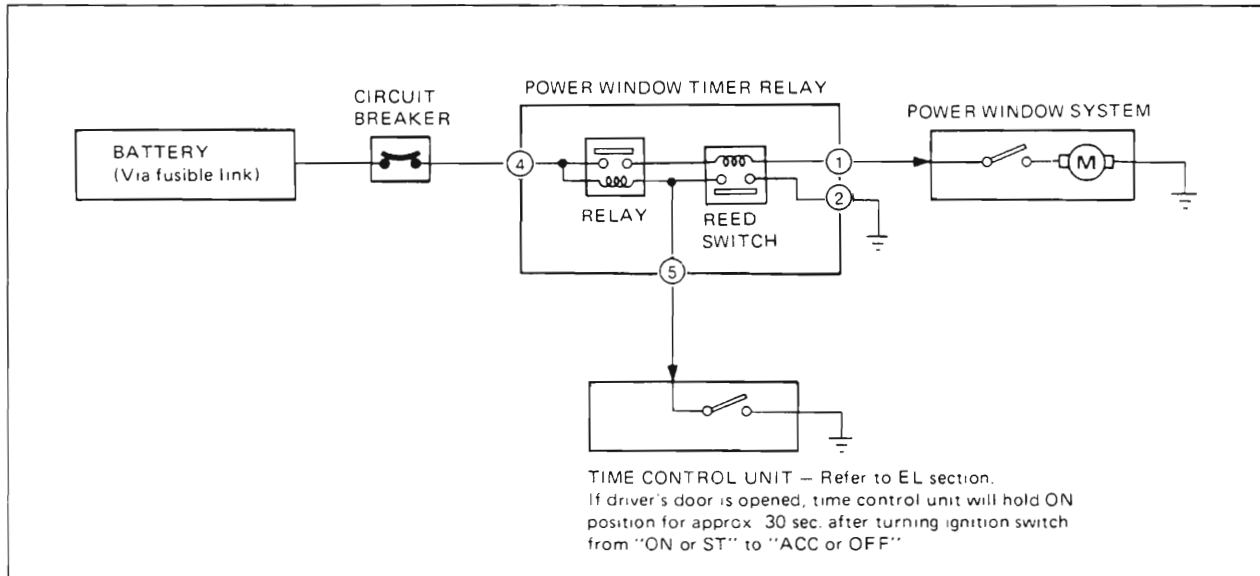 POWER WINDOW TIMER RELAY
CIRCUIT
BREAKER
POWER WINDOW SYSTEM
BATTERY
(Via fusible link)
4
1
M
2
RELAY
REED
SWITCH
5
TIME CONTROL UNIT — Refer to EL section.
If driver's door is opened, time control unit will hold ON
position for approx 30 sec. after turning ignition switch
from "ON or ST" to "ACC or OFF"